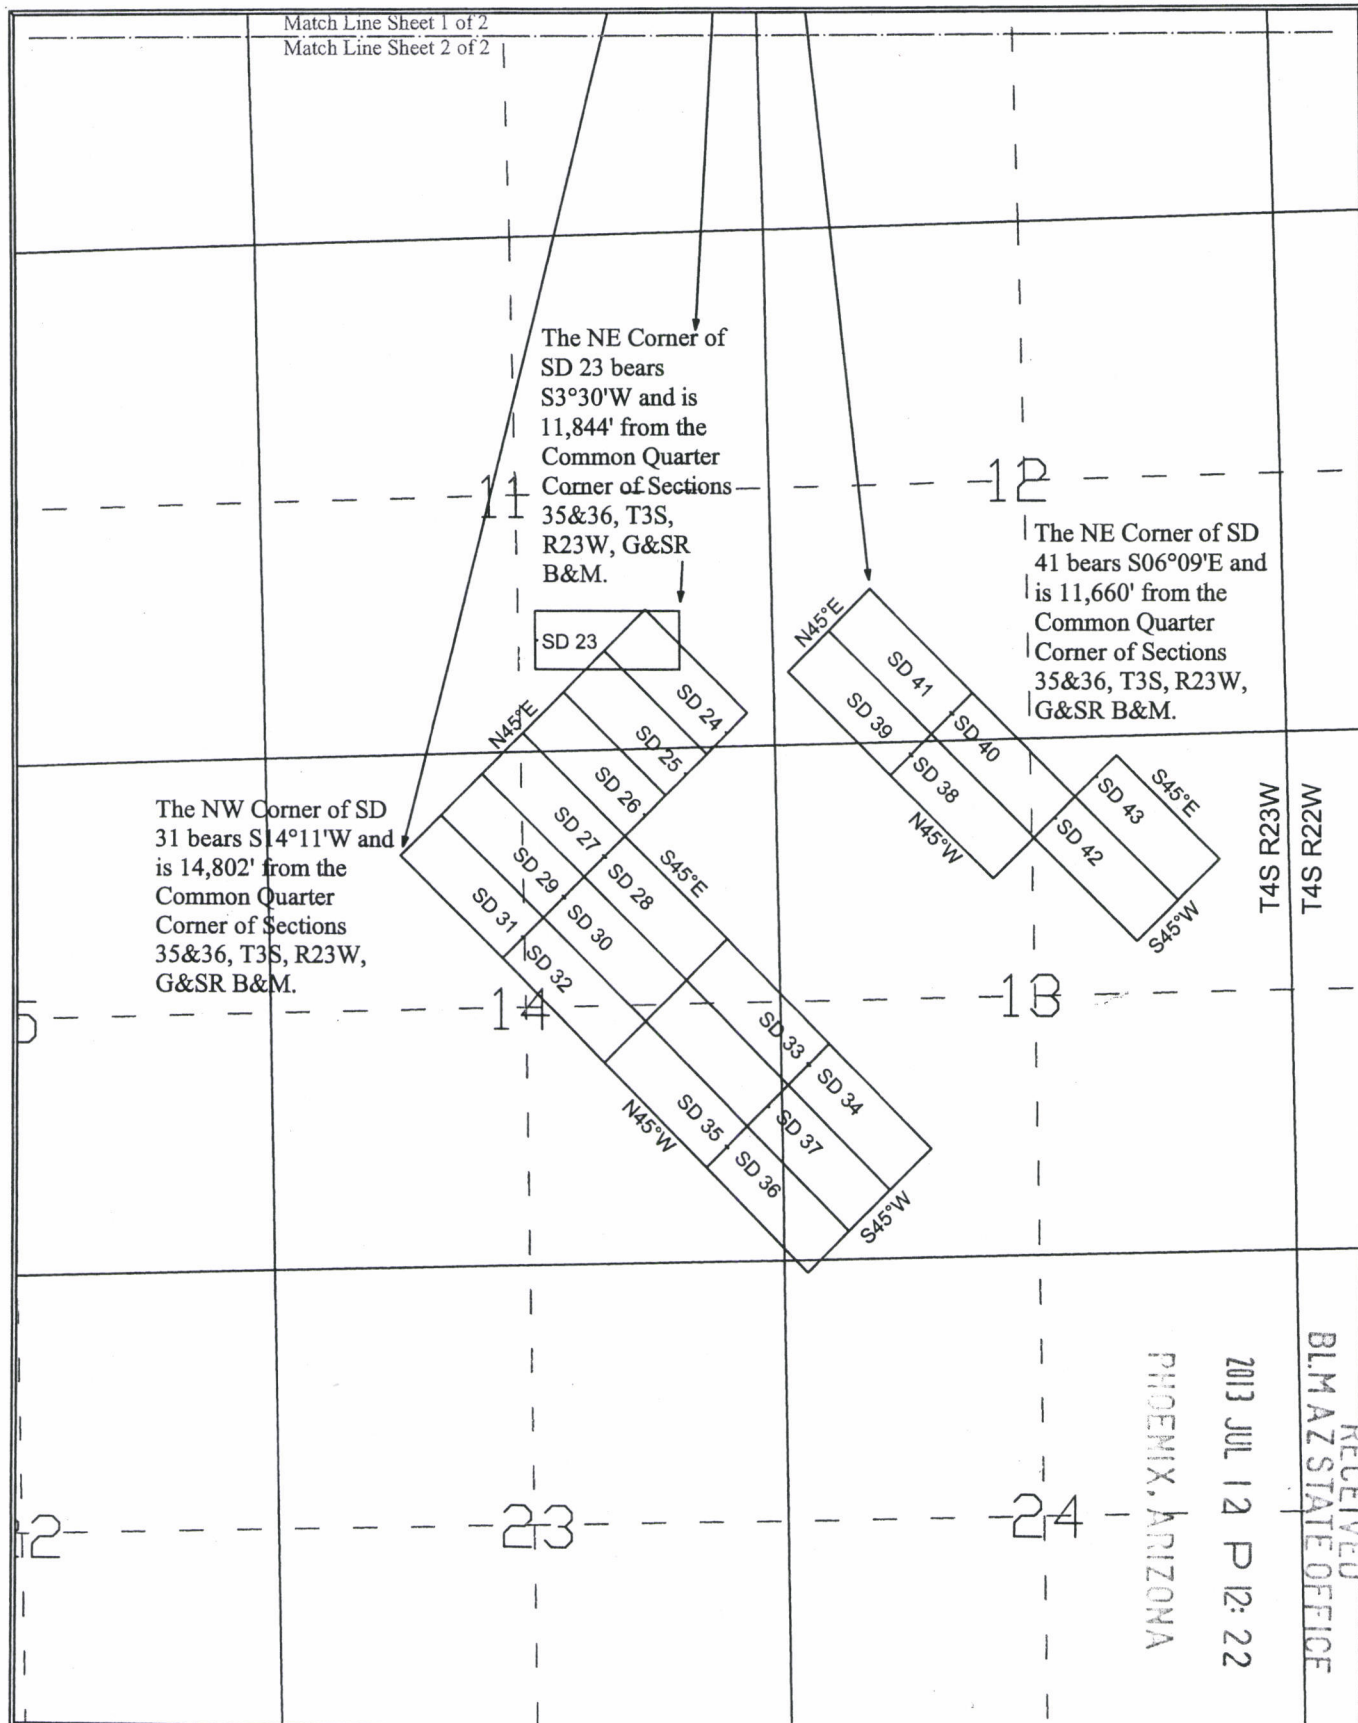 Match Line Sheet 1 of 2
Match Line Sheet 2 of 2
The NE Corner of
SD 23 bears
S3°30'W and is
11,844' from the
Common Quarter
Corner of Sections
35&36, T3S,
R23W, G&SR
B&M.
11
12
The NE Corner of SD
41 bears S06°09'E and
is 11,660' from the
Common Quarter
Corner of Sections
35&36, T3S, R23W,
G&SR B&M.
SD 23
N45°E
SD 41
SD 24
SD 39
SD 40
N45°E
SD 25
SD 38
SD 43
S45°E
SD 26
N45°W
SD 42
S45°W
The NW Corner of SD
31 bears S14°11'W and
is 14,802' from the
Common Quarter
Corner of Sections
35&36, T3S, R23W,
G&SR B&M.
SD 27
SD 28
S45°E
SD 29
SD 30
SD 31
SD 32
T4S R23W
T4S R22W
14
13
SD 33
SD 34
SD 35
SD 37
N45°W
SD 36
S45°W
23
24
RECEIVED
BLM AZ STATE OFFICE
2013 JUL 12 P 12:22
PHOENIX, ARIZONA